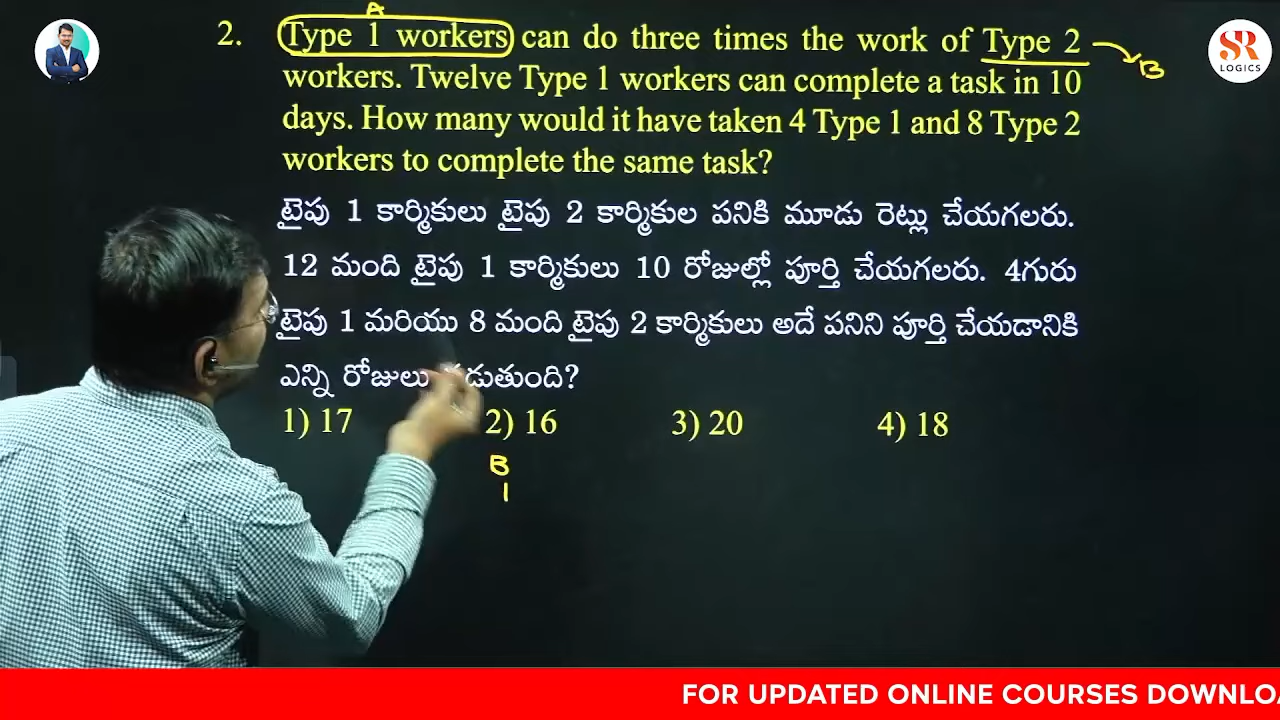 A
2. Type 1 workers can do three times the work of Type 2
B
workers. Twelve Type 1 workers can complete a task in 10
days. How many would it have taken 4 Type 1 and 8 Type 2
workers to complete the same task?
టైపు 1 కార్మికులు టైపు 2 కార్మికుల పనికి మూడు రెట్లు చేయగలరు.
12 మంది టైపు 1 కార్మికులు 10 రోజుల్లో పూర్తి చేయగలరు. 4గురు
టైపు 1 మరియు 8 మంది టైపు 2 కార్మికులు అదే పనిని పూర్తి చేయడానికి
ఎన్ని రోజులు
1) 17 2) 16 3) 20 4) 18
B
1
SR
LOGICS
FOR UPDATED ONLINE COURSES DOWNLO